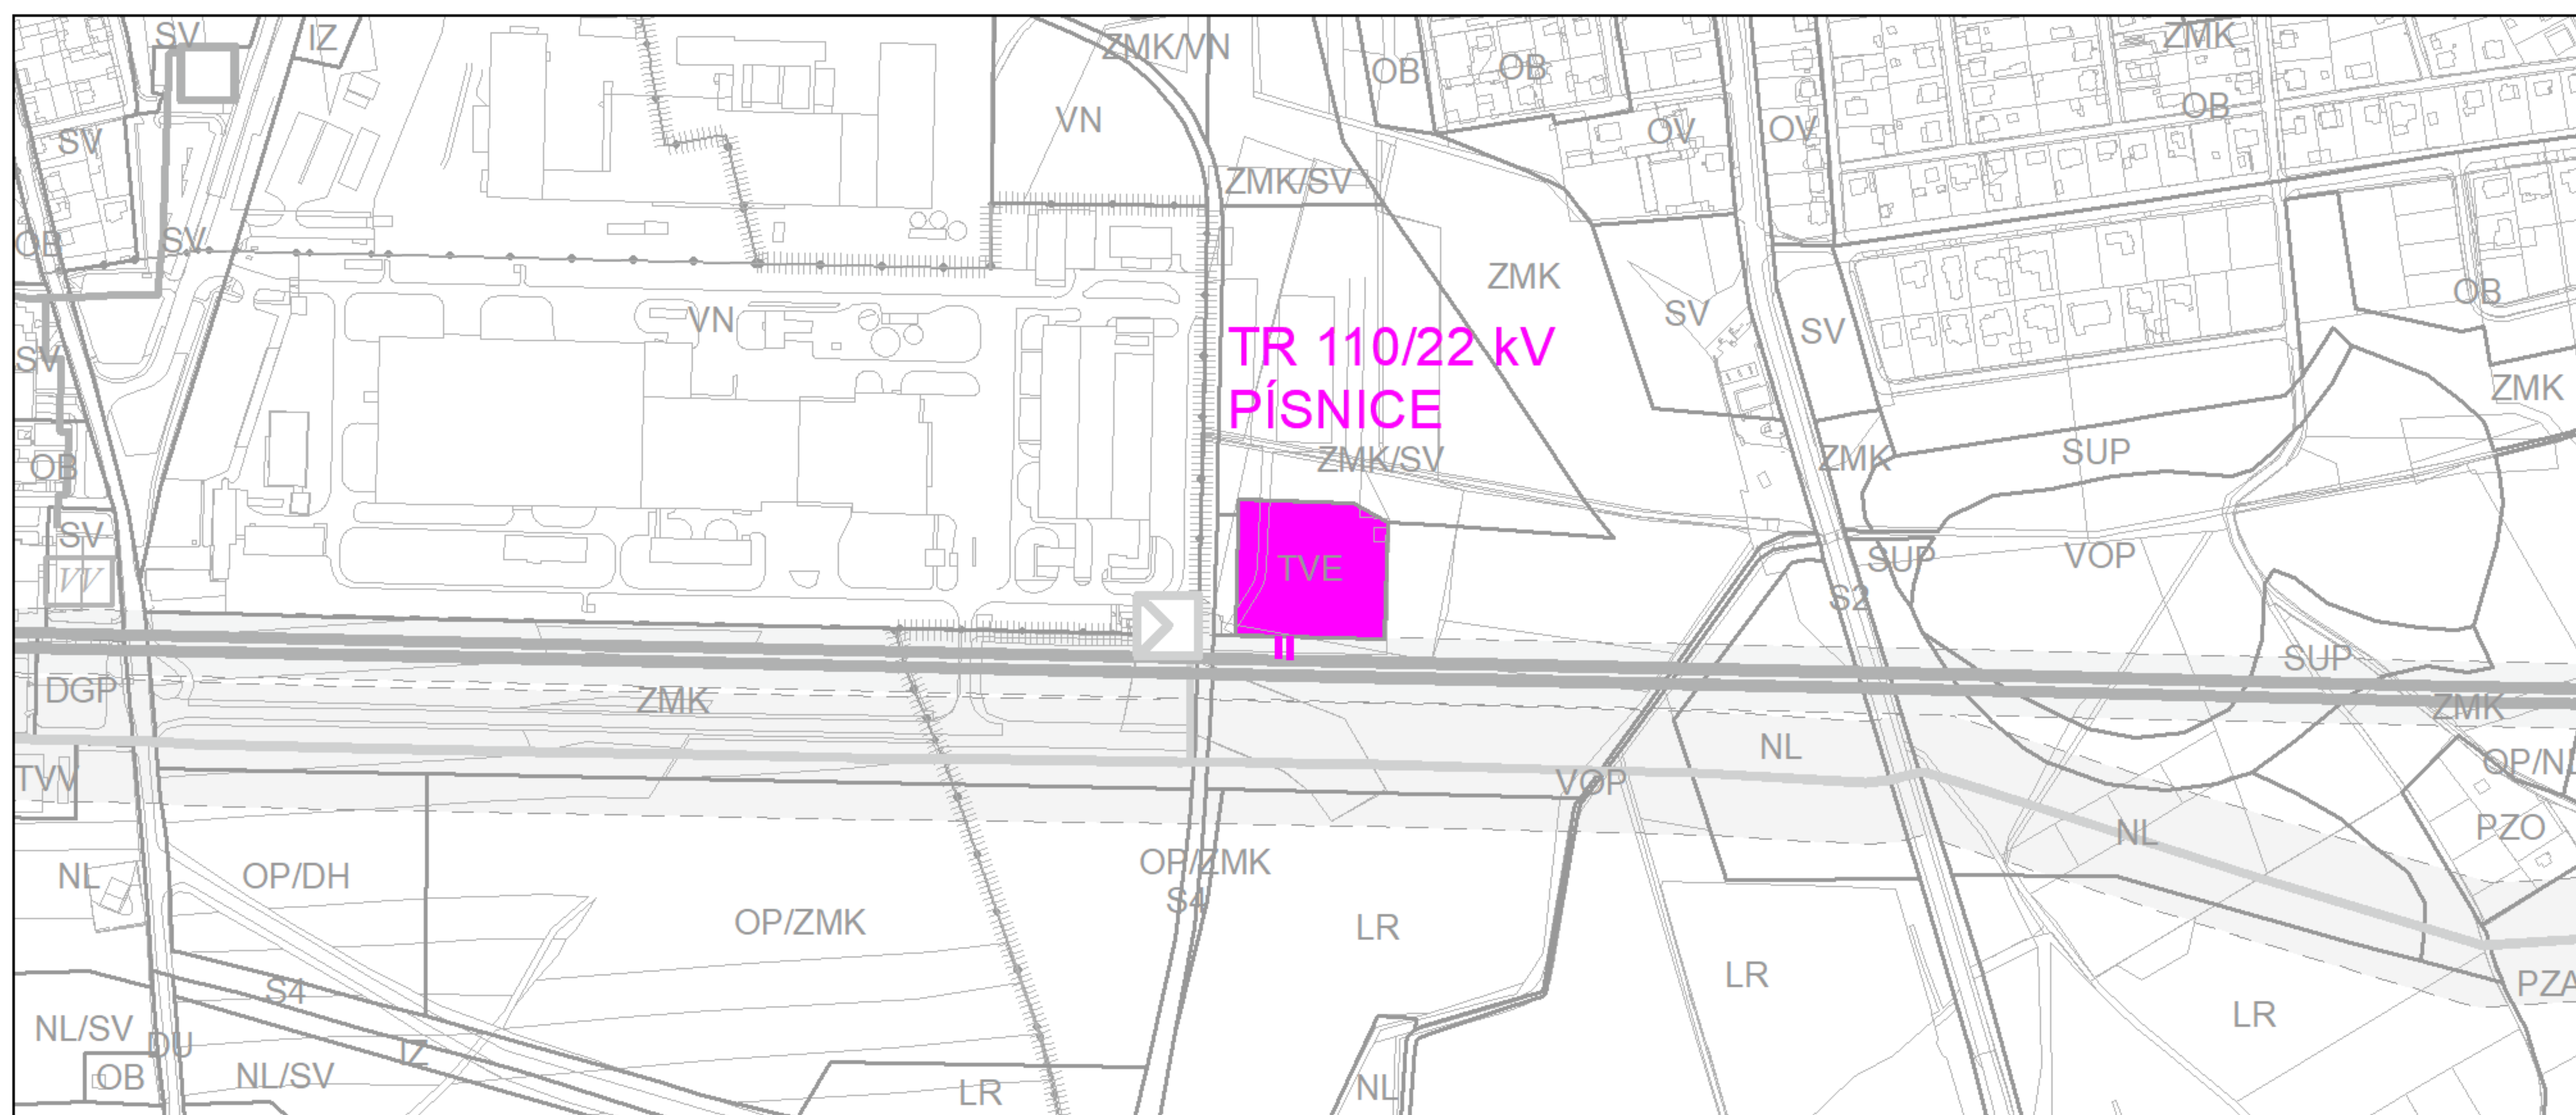 SV
IZ
ZMK/VN
OB
OB
ZMK
SV
VN
OV
OV
OB
ZMK/SV
OB
SV
ZMK
OB
VN
SV
SV
SV
TR 110/22 kV
PÍSNICE
ZMK
OB
ZMK/SV
ZMK
SUP
SV
VV
TVE
SUP
VOP
S2
DGP
ZMK
SUP
ZMK
TVV
VOP
NL
OP/NL
NL
PZO
NL
OP/DH
OP/ZMK
OP/ZMK
S4
LR
LR
PZA
S4
NL/SV
DU
IZ
LR
OB
NL/SV
LR
NL